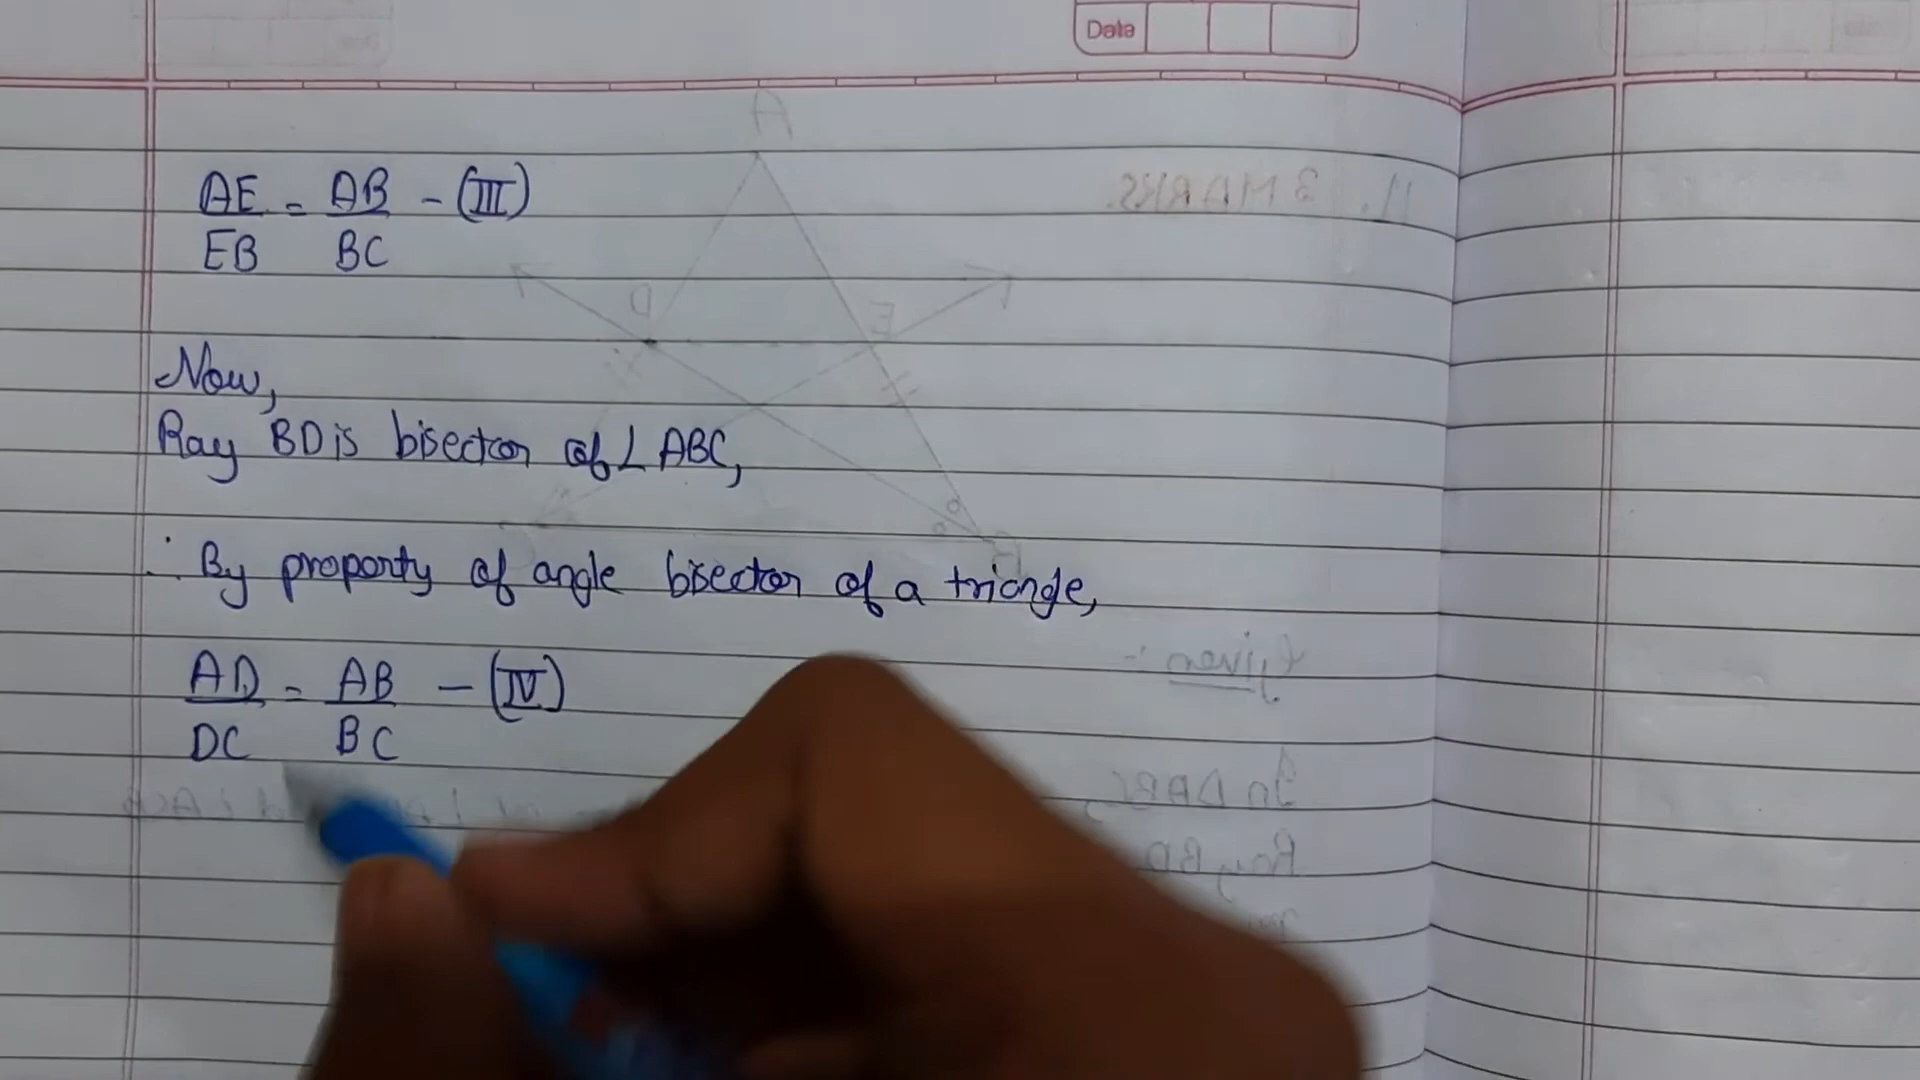 Data
AE = AB - (III)
EB BC
Now,
Ray BD is bisector of ∠ABC,
∴ By property of angle bisector of a triangle,
AD = AB - (IV)
DC BC